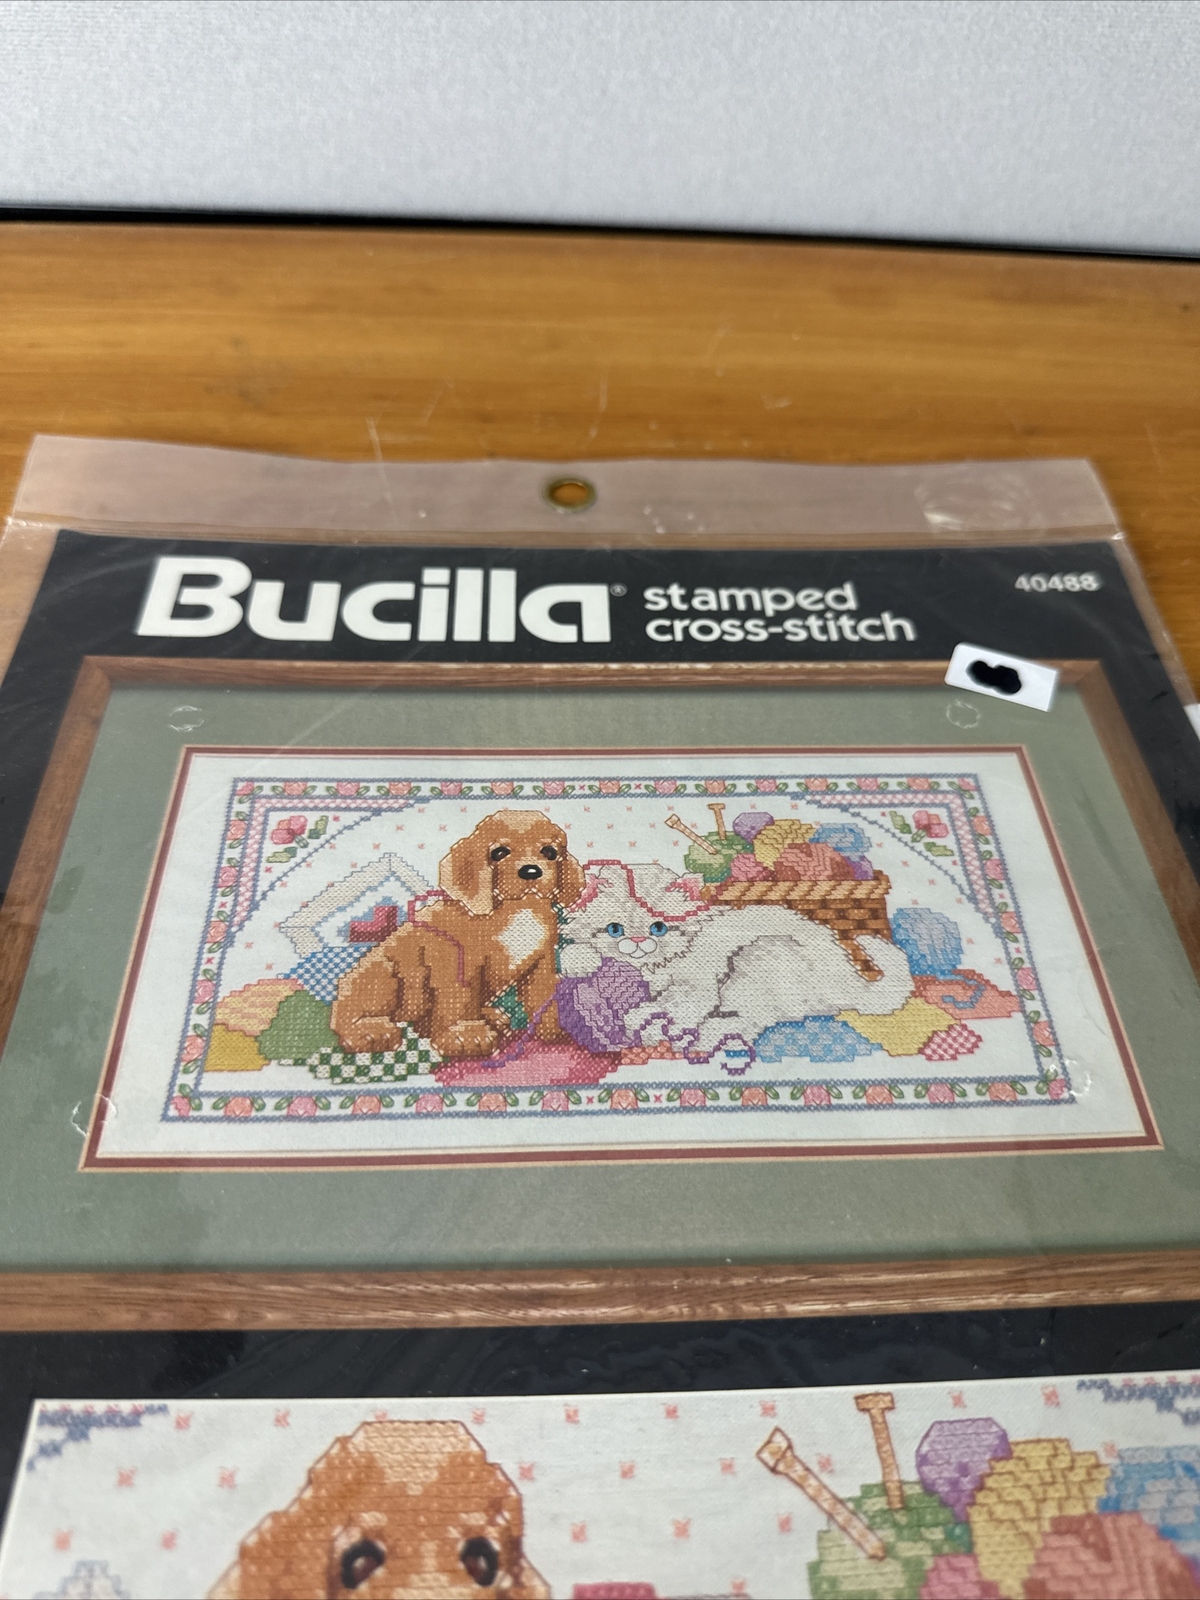 Bucilla®
stamped
cross-stitch
40488